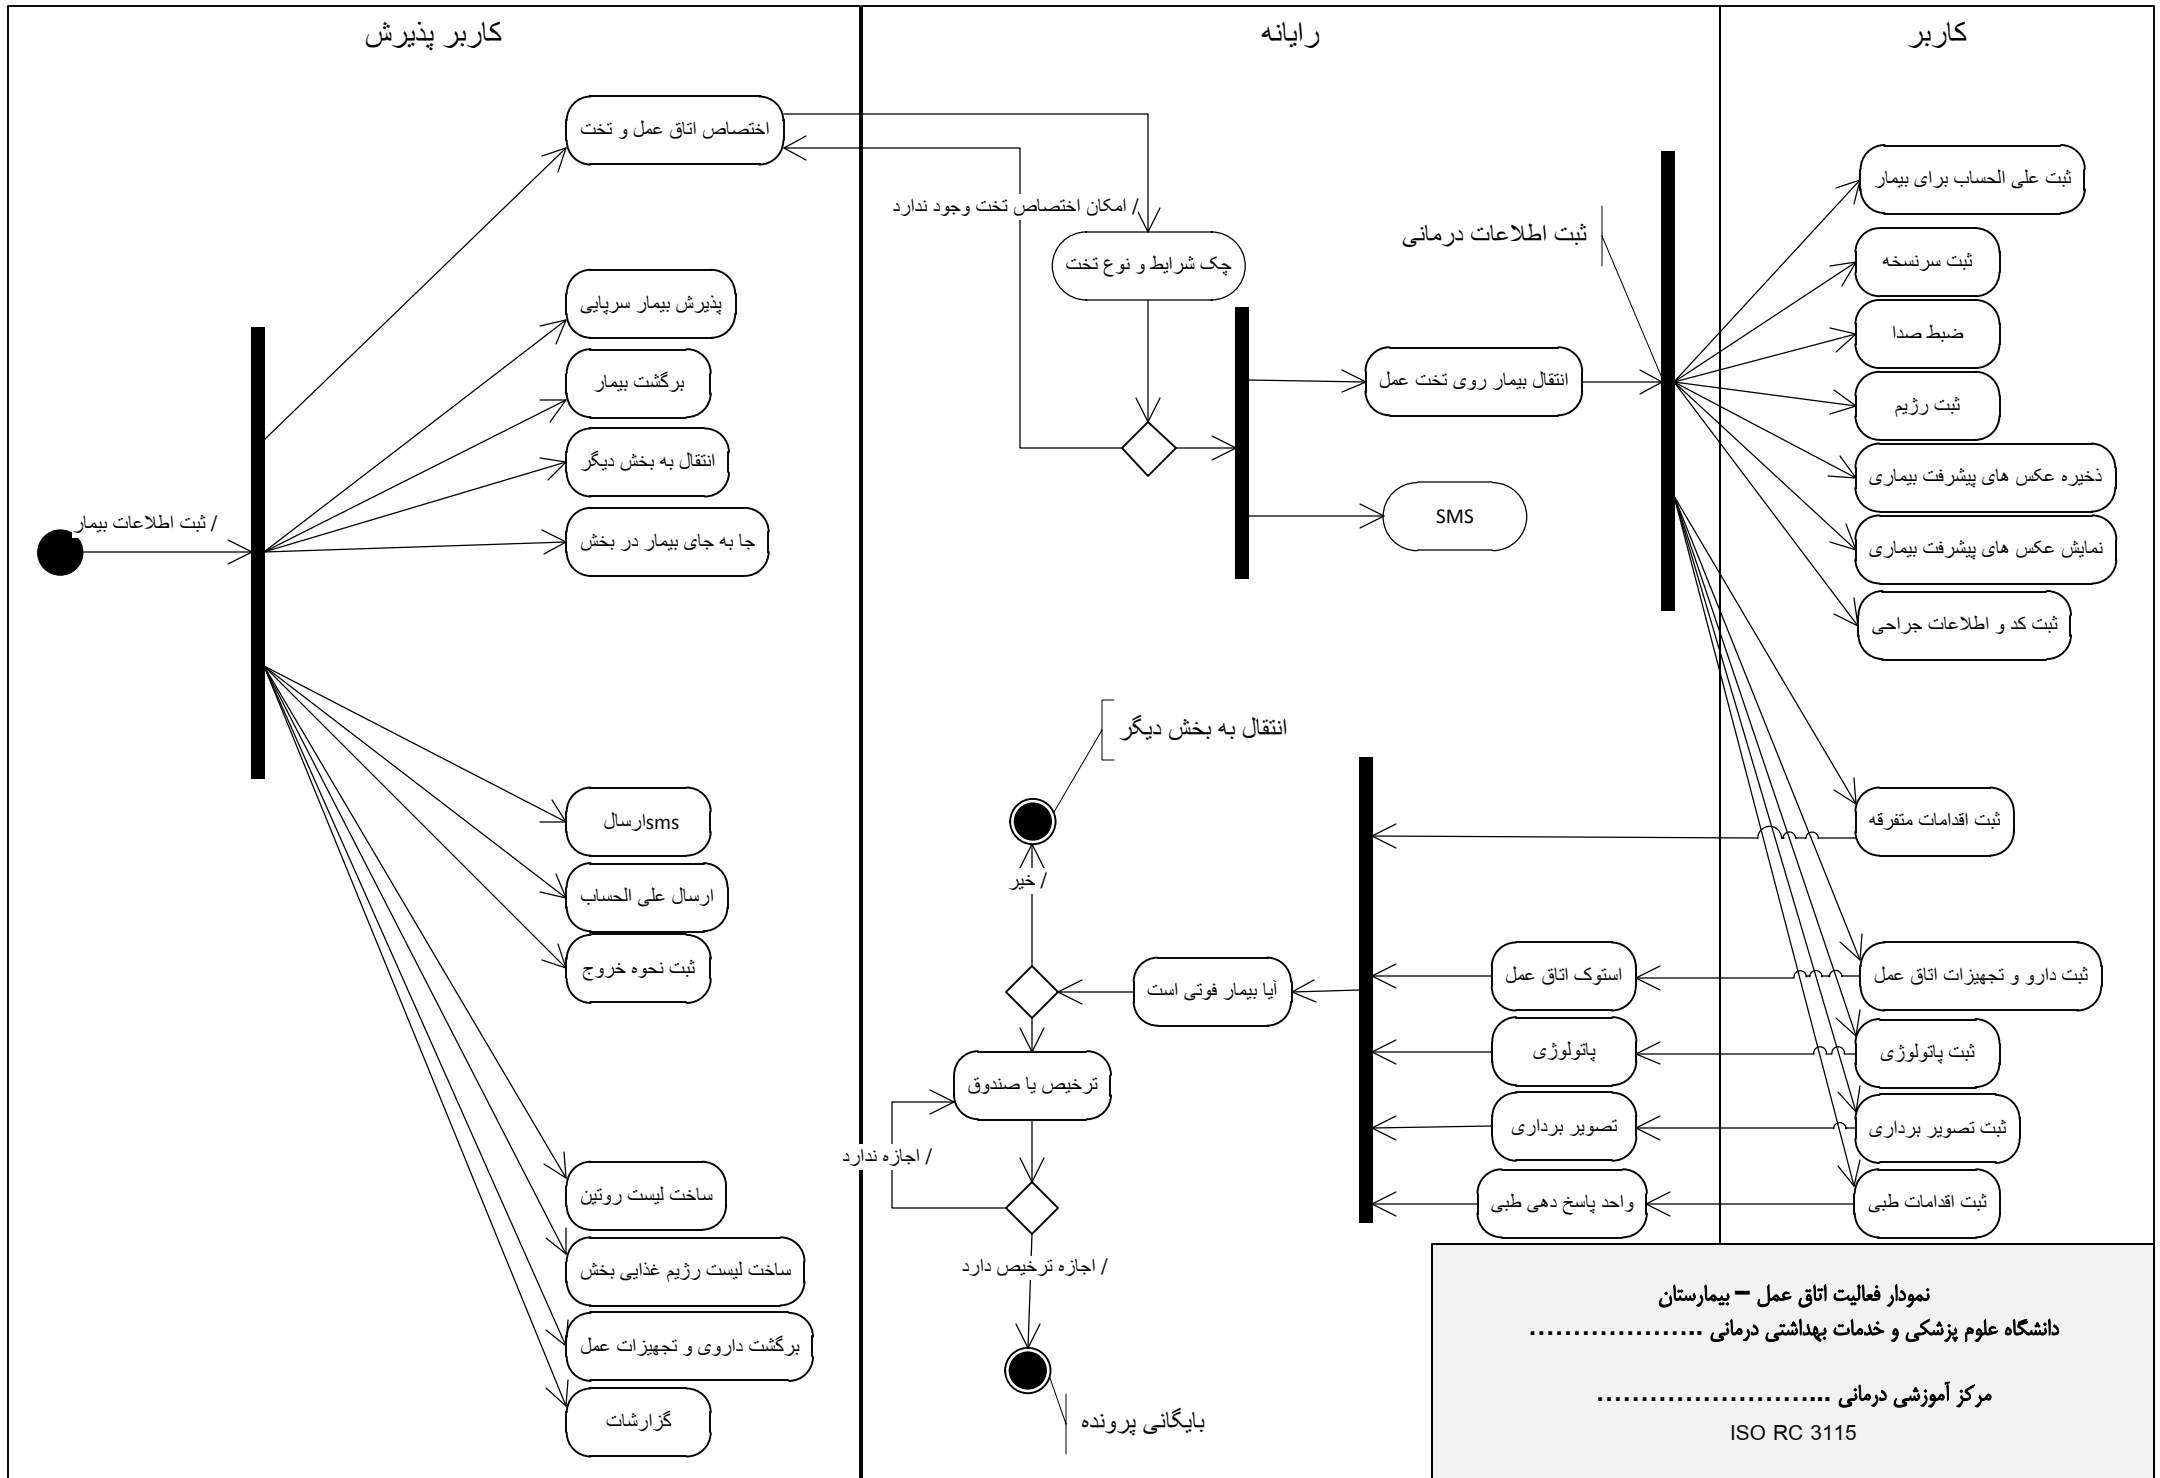 کاربر پذیرش
رایانه
کاربر
اختصاص اتاق عمل و تخت
پذیرش بیمار سرپایی
برگشت بیمار
انتقال به بخش دیگر
جا به جای بیمار در بخش
/ ثبت اطلاعات بیمار
ارسالsms
ارسال علی الحساب
ثبت نحوه خروج
ساخت لیست روتین
ساخت لیست رژیم غذایی بخش
برگشت داروی و تجهیزات عمل
گزارشات
/ امکان اختصاص تخت وجود ندارد
چک شرایط و نوع تخت
ثبت اطلاعات درمانی
انتقال بیمار روی تخت عمل
SMS
انتقال به بخش دیگر
/ خیر
آیا بیمار فوتی است
ترخیص یا صندوق
/ اجازه ندارد
/ اجازه ترخیص دارد
بایگانی پرونده
استوک اتاق عمل
پاتولوژی
تصویر برداری
واحد پاسخ دهی طبی
ثبت علی الحساب برای بیمار
ثبت سرنسخه
ضبط صدا
ثبت رژیم
ذخیره عکس های پیشرفت بیماری
نمایش عکس های پیشرفت بیماری
ثبت کد و اطلاعات جراحی
ثبت اقدامات متفرقه
ثبت دارو و تجهیزات اتاق عمل
ثبت پاتولوژی
ثبت تصویر برداری
ثبت اقدامات طبی
نمودار فعالیت اتاق عمل – بیمارستان
دانشگاه علوم پزشکی و خدمات بهداشتی درمانی ....................
مرکز آموزشی درمانی ..........................
ISO RC 3115